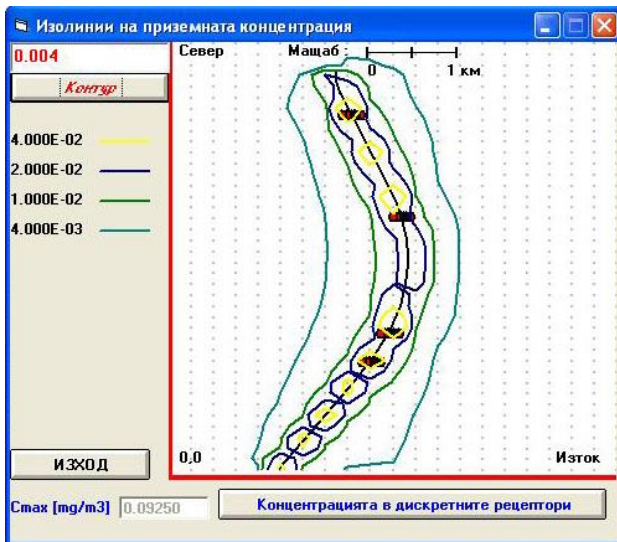 Изолинии на приземната концентрация
0.004
Север
Мащаб :
0
1 км
Контур
4.000E-02
2.000E-02
1.000E-02
4.000E-03
ИЗХОД
0,0
Изток
Cmax [mg/m3]
0.09250
Концентрацията в дискретните рецептори